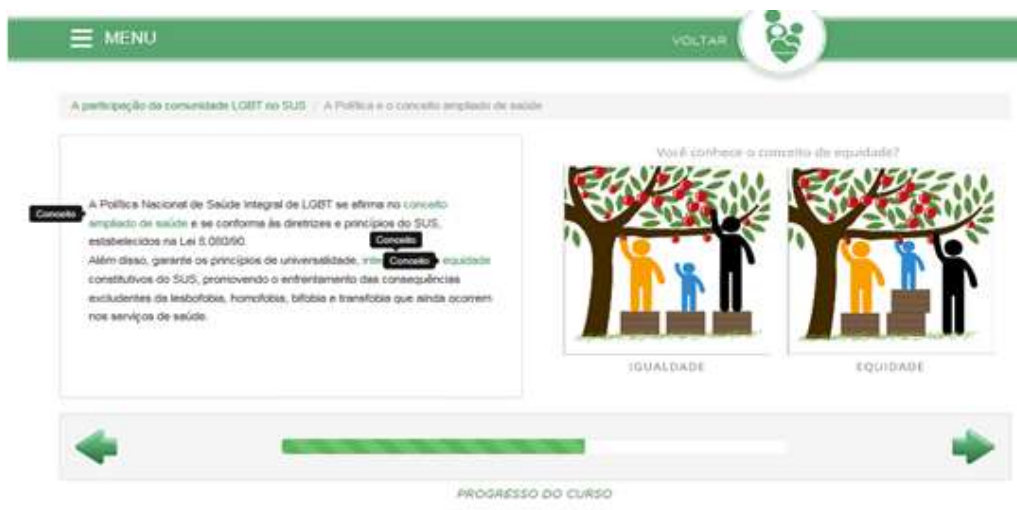 MENU
VOLTAR
A participação da comunidade LGBT no SUS / A Política e o conceito ampliado de saúde
Você conhece o conceito de equidade?
A Política Nacional de Saúde Integral de LGBT se afirma no conceito
Conceito
ampliado de saúde e se conforma às diretrizes e princípios do SUS,
estabelecidos na Lei 8.080/90.
Conceito
Além disso, garante os princípios de universalidade, Conceito equidade
constitutivos do SUS, promovendo o enfrentamento das consequências
excludentes da lesbofobia, homofobia, bifobia e transfobia que ainda ocorrem
nos serviços de saúde.
IGUALDADE
EQUIDADE
PROGRESSO DO CURSO